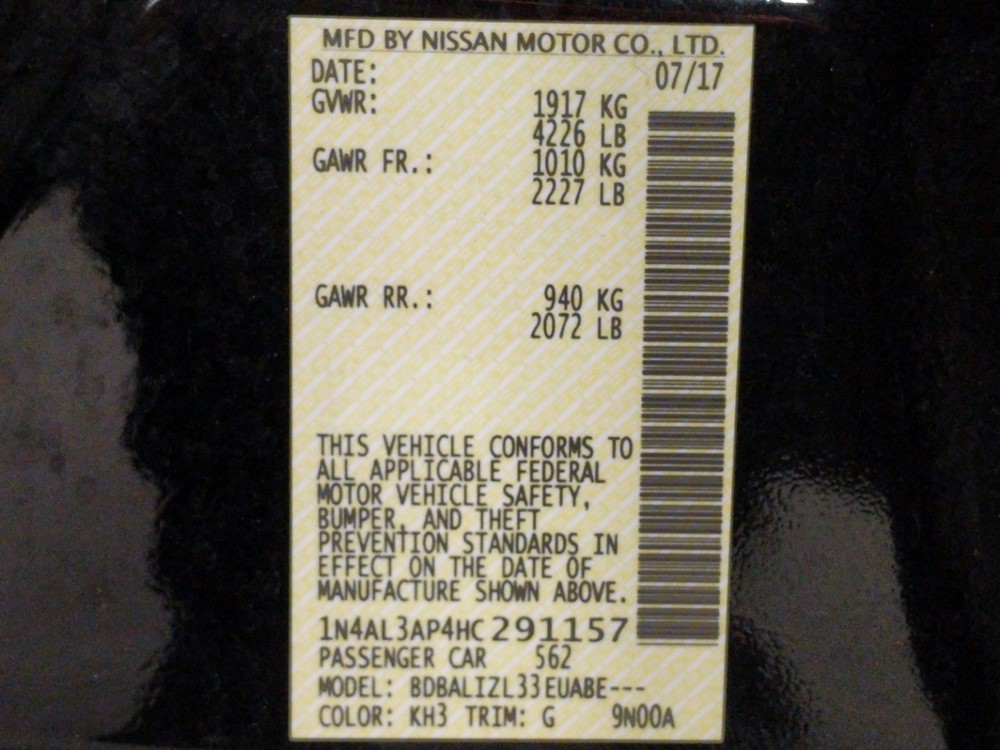 MFD BY NISSAN MOTOR CO., LTD.
DATE: 07/17
GVWR: 1917 KG
4226 LB
GAWR FR.: 1010 KG
2227 LB
GAWR RR.: 940 KG
2072 LB
THIS VEHICLE CONFORMS TO
ALL APPLICABLE FEDERAL
MOTOR VEHICLE SAFETY,
BUMPER, AND THEFT
PREVENTION STANDARDS IN
EFFECT ON THE DATE OF
MANUFACTURE SHOWN ABOVE.
1N4AL3AP4HC291157
PASSENGER CAR 562
MODEL: BDBALIZL33EUABE---
COLOR: KH3 TRIM: G 9N00A